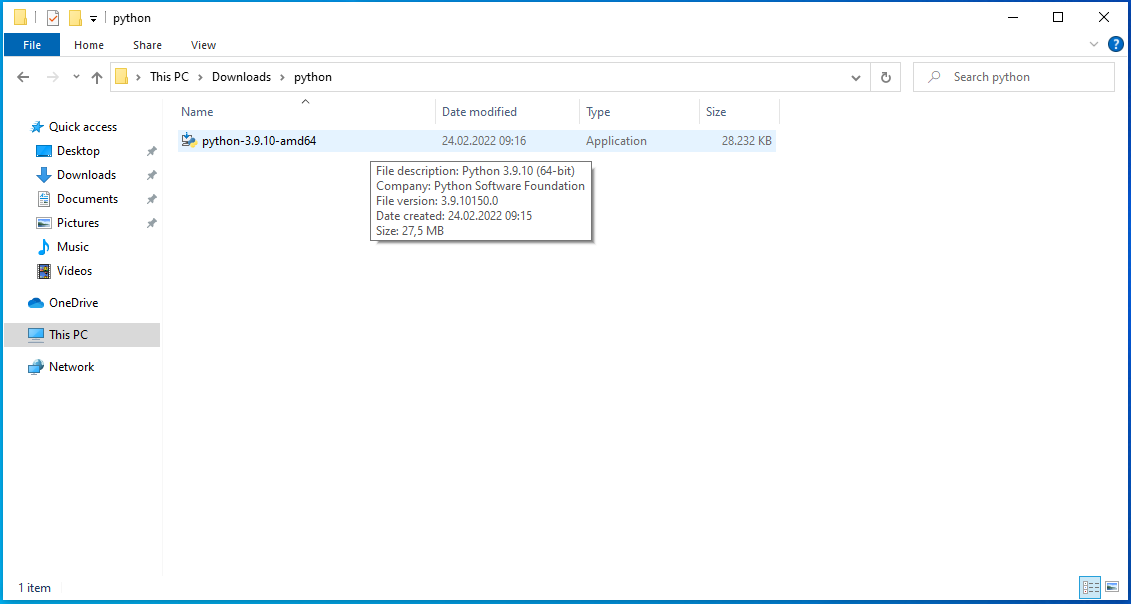 python
File Home Share View
This PC Downloads python
Search python
Name Date modified Type Size
Quick access
python-3.9.10-amd64 24.02.2022 09:16 Application 28.232 KB
Desktop
Downloads
Documents
Pictures
Music
Videos
OneDrive
This PC
Network
File description: Python 3.9.10 (64-bit)
Company: Python Software Foundation
File version: 3.9.10150.0
Date created: 24.02.2022 09:15
Size: 27,5 MB
1 item